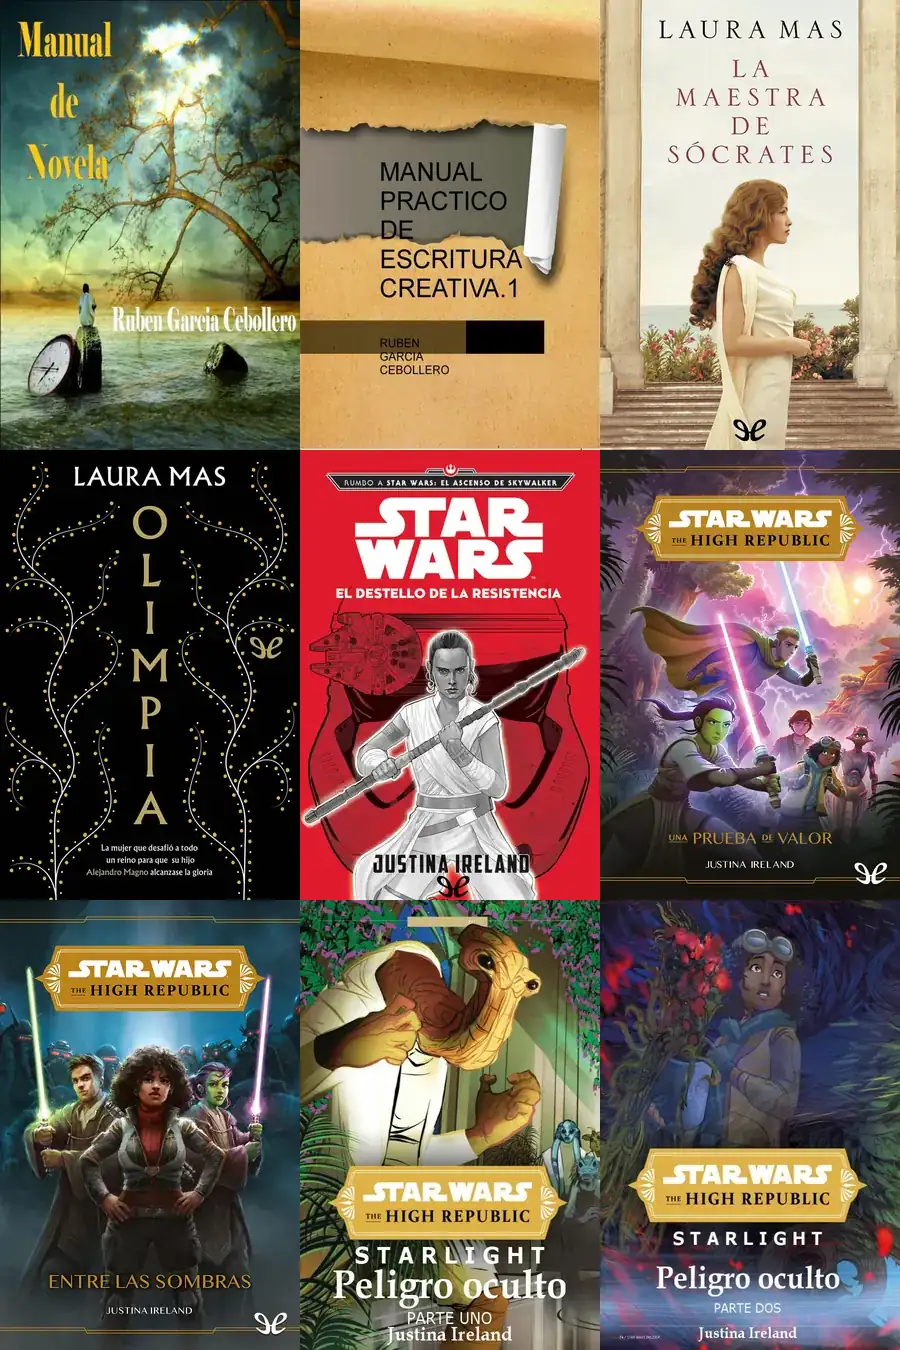 Manual
de
Novela
Ruben Garcia Cebollero
MANUAL
PRACTICO
DE
ESCRITURA
CREATIVA.1
RUBEN
GARCIA
CEBOLLERO
LAURA MAS
LA
MAESTRA
DE
SÓCRATES
LAURA MAS
OLIMPIA
La mujer que desafió a todo
un reino para que su hijo
Alejandro Magno alcanzase la gloria
RUMBO A STAR WARS: EL ASCENSO DE SKYWALKER
STAR
WARS
EL DESTELLO DE LA RESISTENCIA
JUSTINA IRELAND
STAR WARS
THE HIGH REPUBLIC
UNA PRUEBA DE VALOR
JUSTINA IRELAND
STAR WARS
THE HIGH REPUBLIC
ENTRE LAS SOMBRAS
JUSTINA IRELAND
STAR WARS
THE HIGH REPUBLIC
STARLIGHT
Peligro oculto
PARTE UNO
Justina Ireland
STAR WARS
THE HIGH REPUBLIC
STARLIGHT
Peligro oculto
PARTE DOS
Justina Ireland